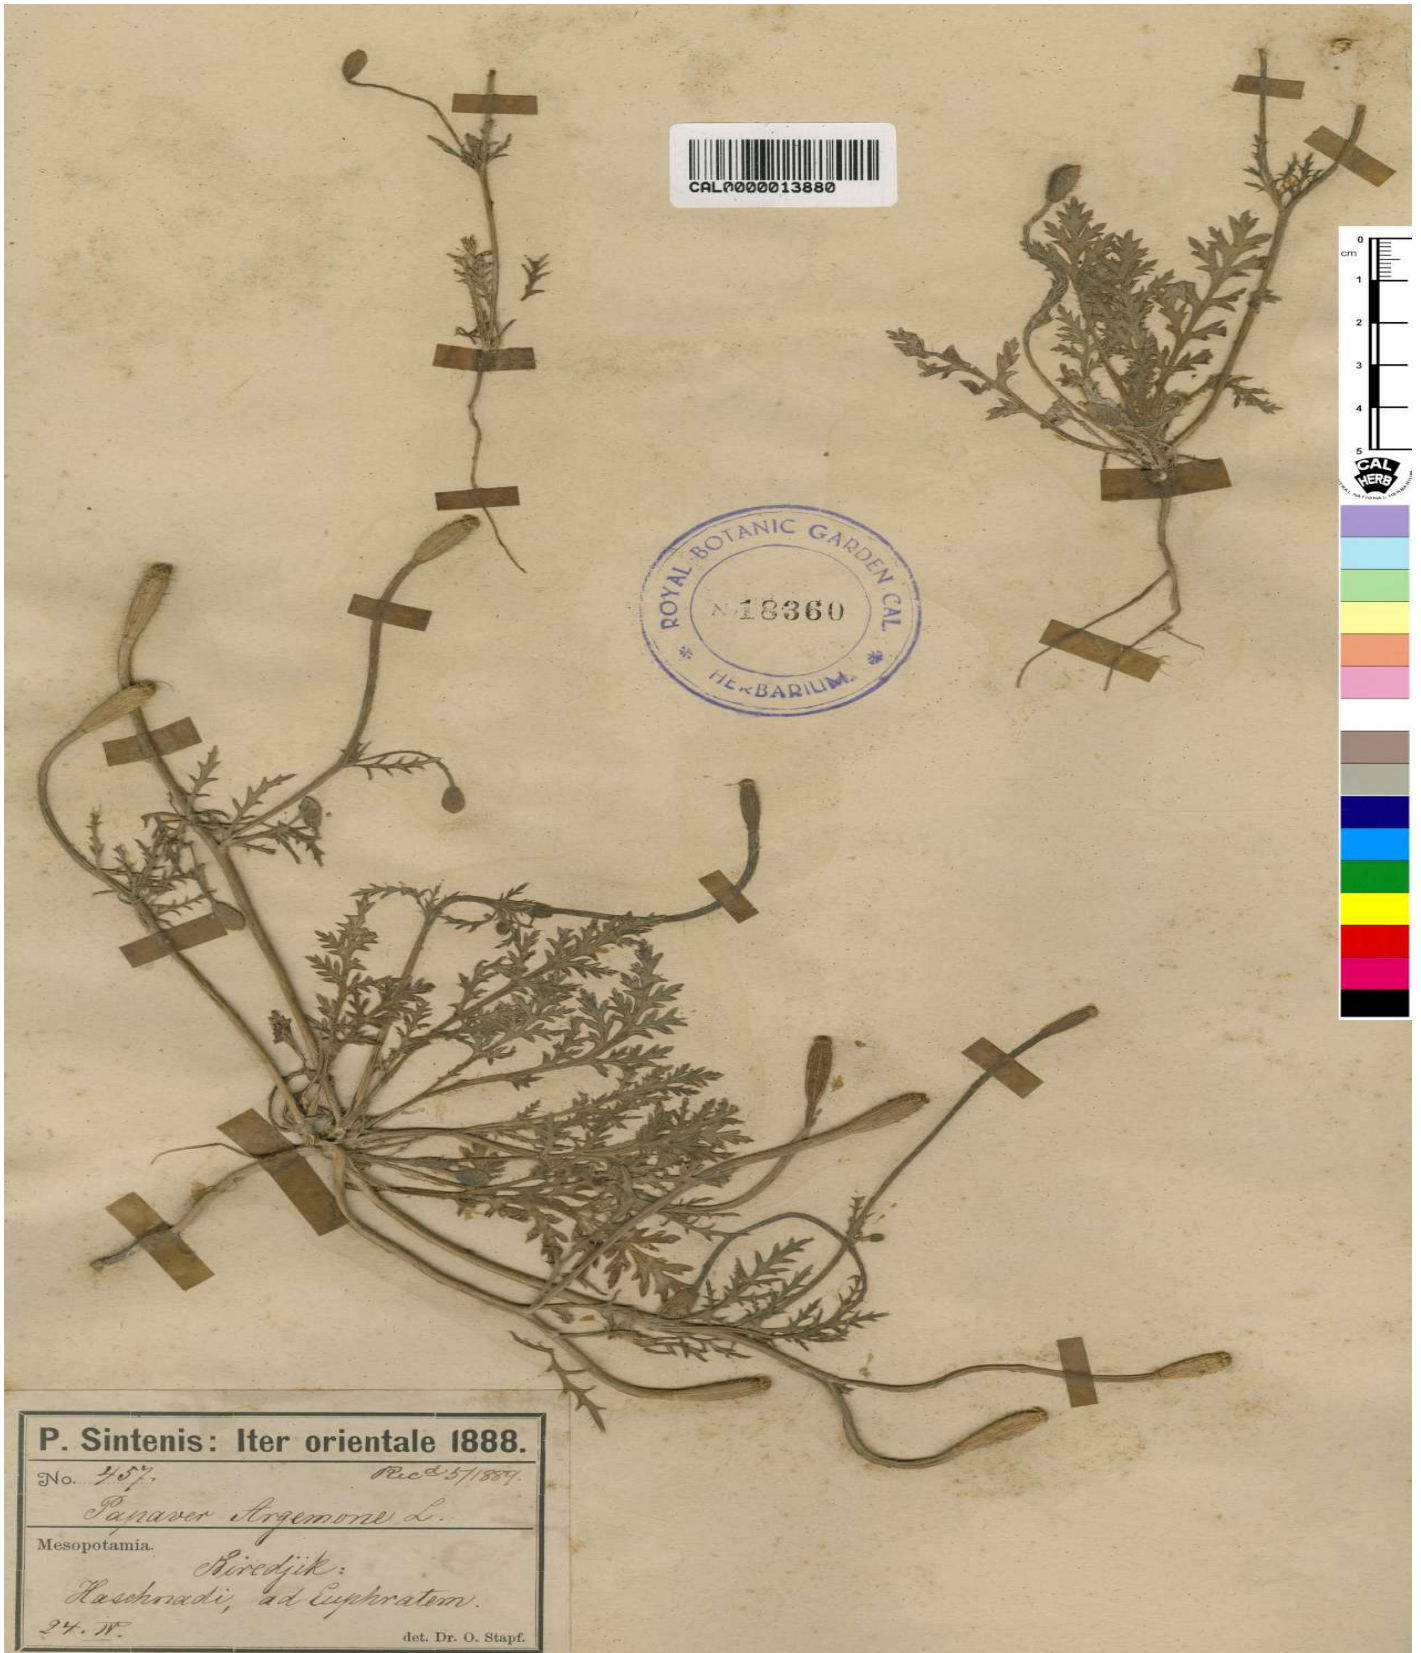 CAL0000013880
0
cm
1
2
3
4
5
CAL
HERB
ROYAL BOTANIC GARDEN CAL.
No. 18360
* HERBARIUM. *
P. Sintenis: Iter orientale 1888.
No. 457. Recd 5/1889.
Papaver Argemone L.
Mesopotamia.
Biredjik:
Haschnadi, ad Euphratem.
24. IV.
det. Dr. O. Stapf.